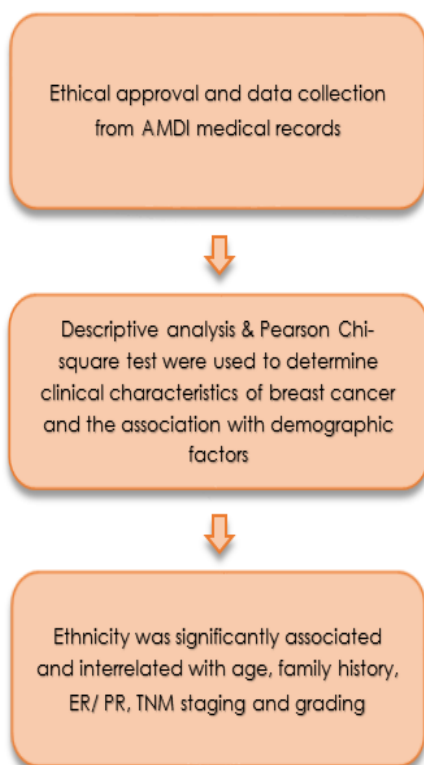 Ethical approval and data collection
from AMDI medical records
Descriptive analysis & Pearson Chi-
square test were used to determine
clinical characteristics of breast cancer
and the association with demographic
factors
Ethnicity was significantly associated
and interrelated with age, family history,
ER/ PR, TNM staging and grading